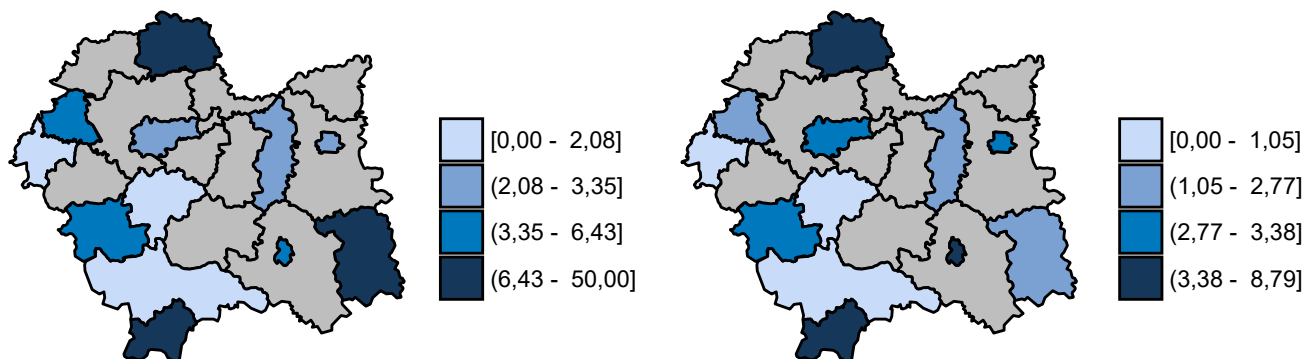 [0,00 - 2,08]
(2,08 - 3,35]
(3,35 - 6,43]
(6,43 - 50,00]
[0,00 - 1,05]
(1,05 - 2,77]
(2,77 - 3,38]
(3,38 - 8,79]